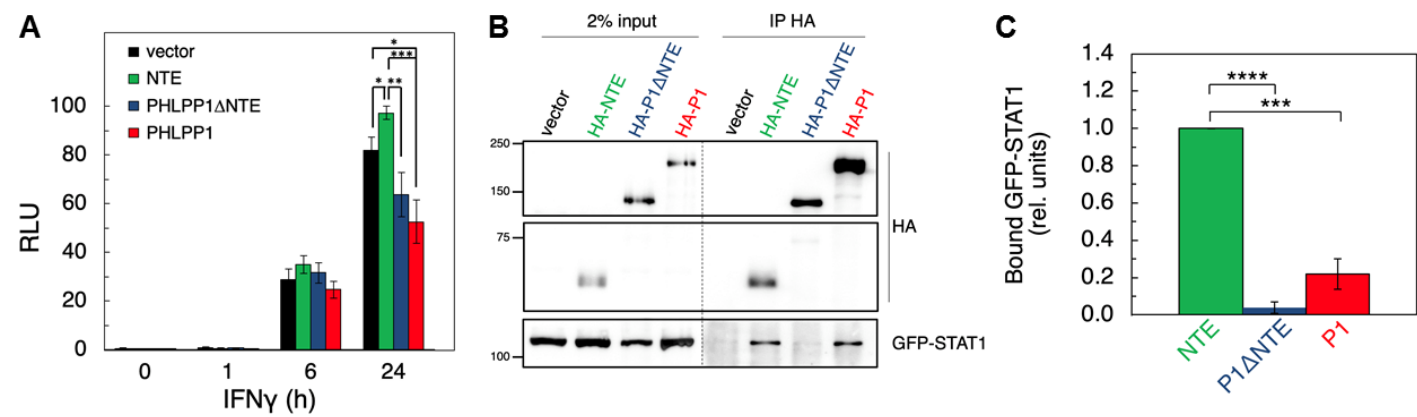 A
vector
NTE
PHLPP1ΔNTE
PHLPP1
*
***
* **
100
80
60
40
20
0
RLU
0 1 6 24
IFNγ (h)
B
2% input IP HA
vector HA-NTE HA-P1ΔNTE HA-P1 vector HA-NTE HA-P1ΔNTE HA-P1
250
150
75
HA
100
GFP-STAT1
C
1.4
1.2
1.0
0.8
0.6
0.4
0.2
0.0
Bound GFP-STAT1
(rel. units)
****
***
NTE P1ΔNTE P1